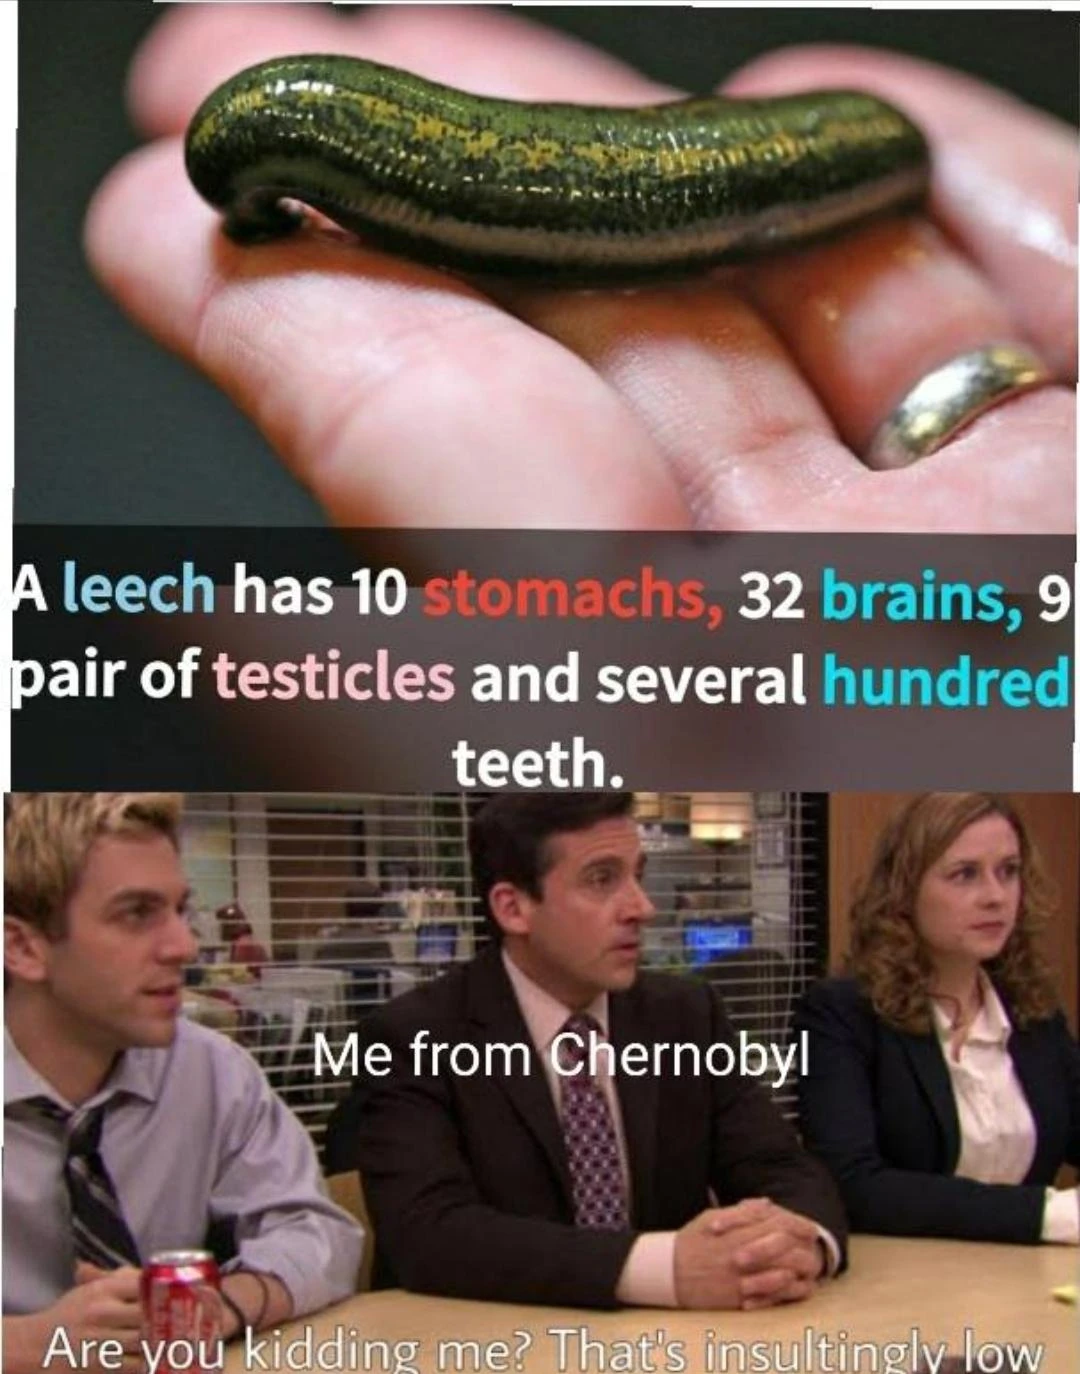 A leech has 10 stomachs, 32 brains, 9
pair of testicles and several hundred
teeth.
Me from Chernobyl
Are you kidding me? That's insultingly low